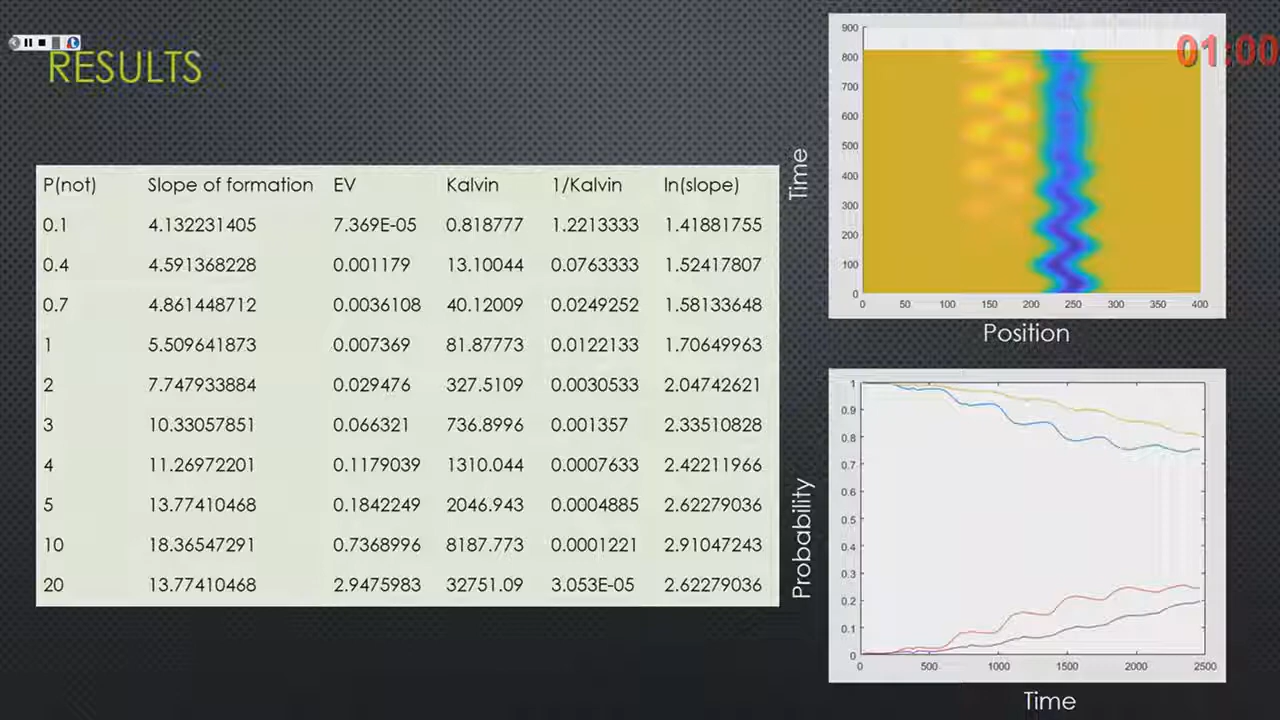 RESULTS
01:00
P(not) Slope of formation EV Kalvin 1/Kalvin ln(slope)
0.1 4.132231405 7.369E-05 0.818777 1.2213333 1.41881755
0.4 4.591368228 0.001179 13.10044 0.0763333 1.52417807
0.7 4.861448712 0.0036108 40.12009 0.0249252 1.58133648
1 5.509641873 0.007369 81.87773 0.0122133 1.70649963
2 7.747933884 0.029476 327.5109 0.0030533 2.04742621
3 10.33057851 0.066321 736.8996 0.001357 2.33510828
4 11.26972201 0.1179039 1310.044 0.0007633 2.42211966
5 13.77410468 0.1842249 2046.943 0.0004885 2.62279036
10 18.36547291 0.7368996 8187.773 0.0001221 2.91047243
20 13.77410468 2.9475983 32751.09 3.053E-05 2.62279036
Time
900
800
700
600
500
400
300
200
100
0
0 50 100 150 200 250 300 350 400
Position
Probability
1
0.9
0.8
0.7
0.6
0.5
0.4
0.3
0.2
0.1
0
0 500 1000 1500 2000 2500
Time